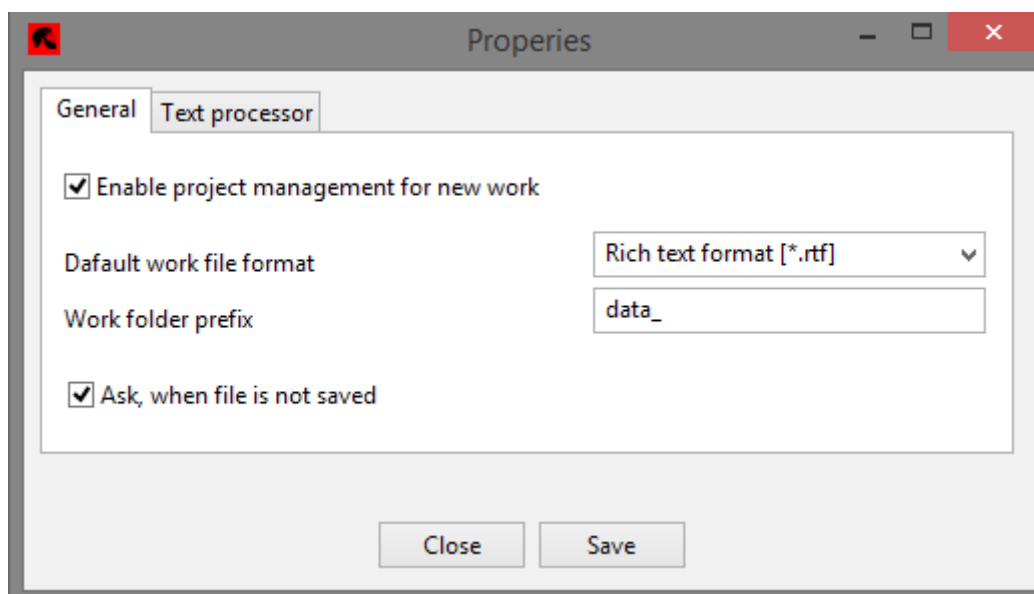 Properies
General
Text processor
Enable project management for new work
Dafault work file format
Rich text format [*.rtf]
Work folder prefix
data_
Ask, when file is not saved
Close
Save